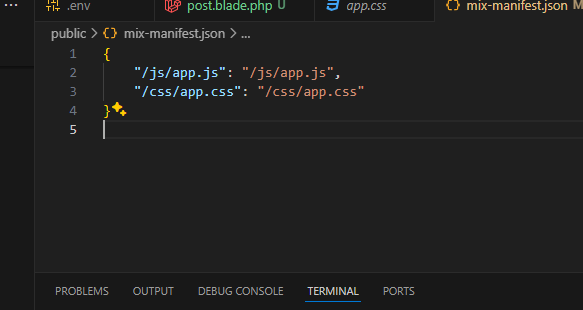 ... .env post.blade.php U app.css mix-manifest.json M
public > {} mix-manifest.json > ...
1 {
2 "/js/app.js": "/js/app.js",
3 "/css/app.css": "/css/app.css"
4 }
5
PROBLEMS OUTPUT DEBUG CONSOLE TERMINAL PORTS